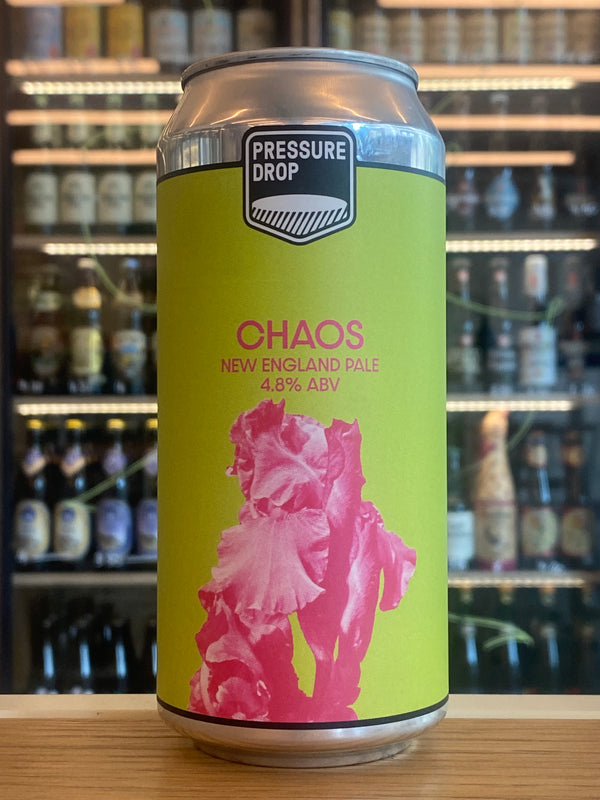 PRESSURE
DROP
CHAOS
NEW ENGLAND PALE
4.8% ABV